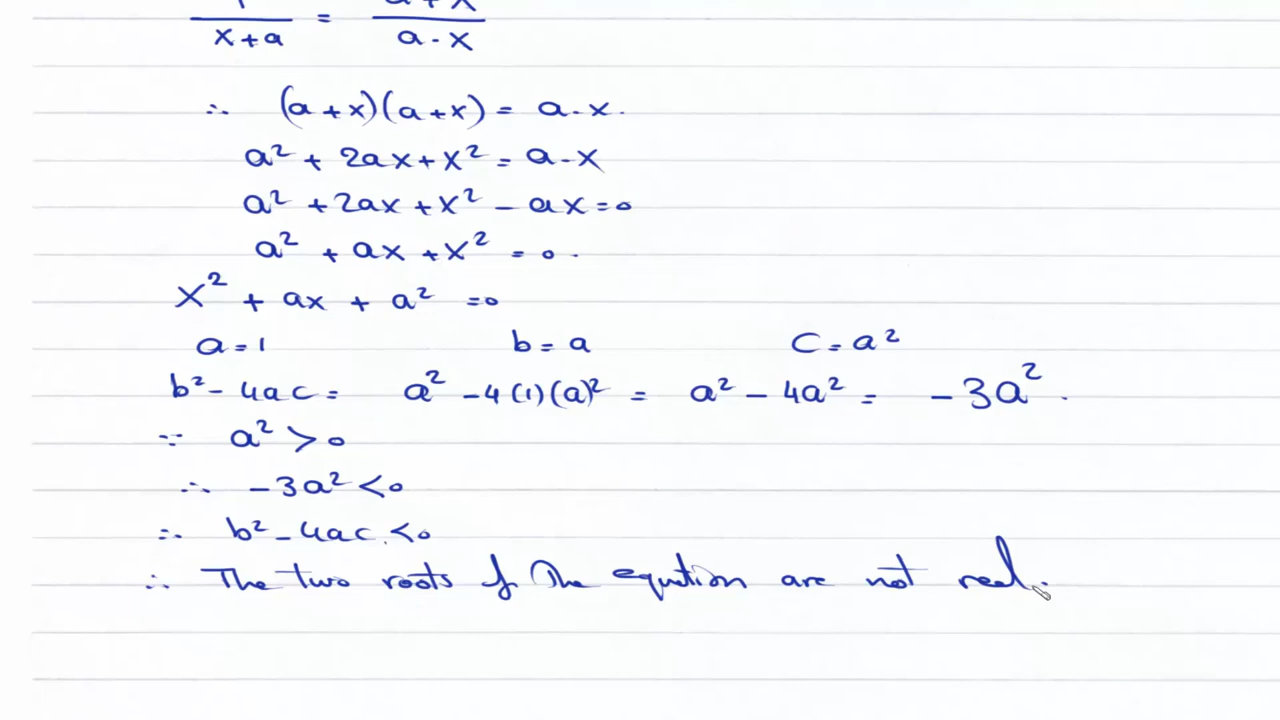 x+a = a-x
∴ (a+x)(a+x) = a-x.
a² + 2ax + x² = a-x
a² + 2ax + x² - ax = 0
a² + ax + x² = 0.
x² + ax + a² = 0
a = 1 b = a C = a²
b² - 4ac = a² - 4(1)(a)² = a² - 4a² = -3a².
∵ a² > 0
∴ -3a² < 0
∴ b² - 4ac < 0
∴ The two roots of the eqution are not real.